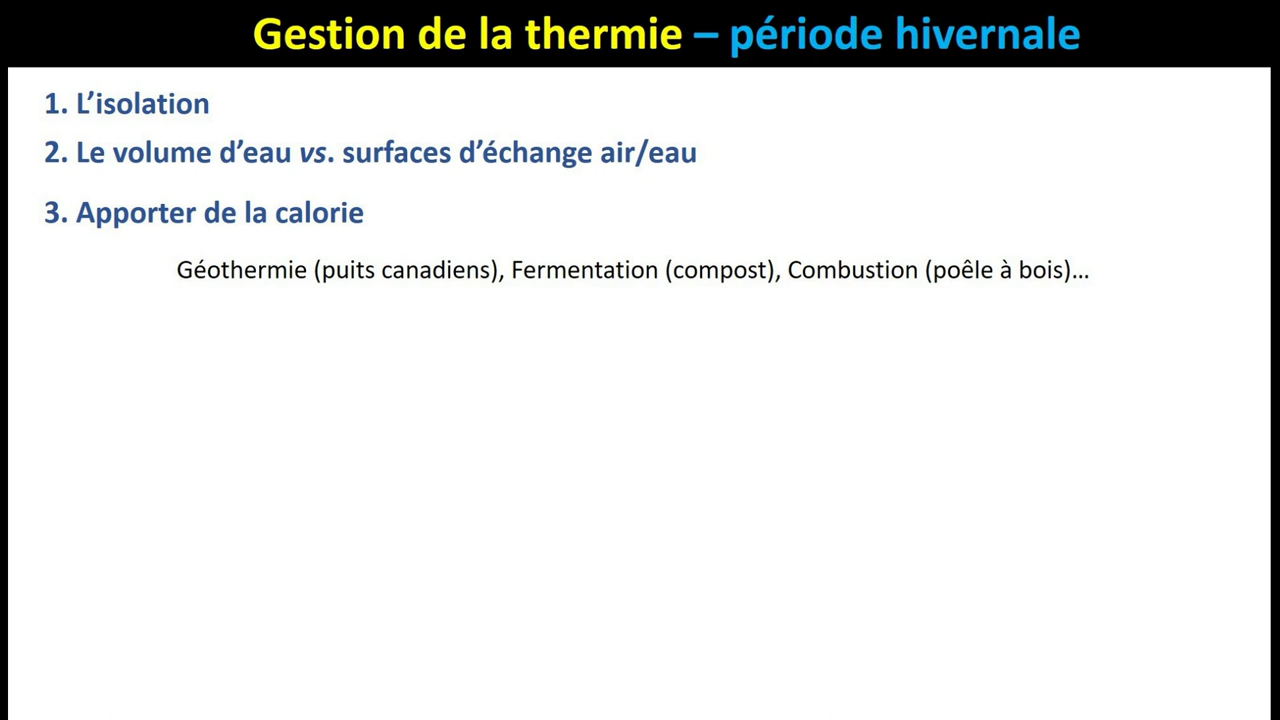 Gestion de la thermie – période hivernale
1. L’isolation
2. Le volume d’eau vs. surfaces d’échange air/eau
3. Apporter de la calorie
Géothermie (puits canadiens), Fermentation (compost), Combustion (poêle à bois)…